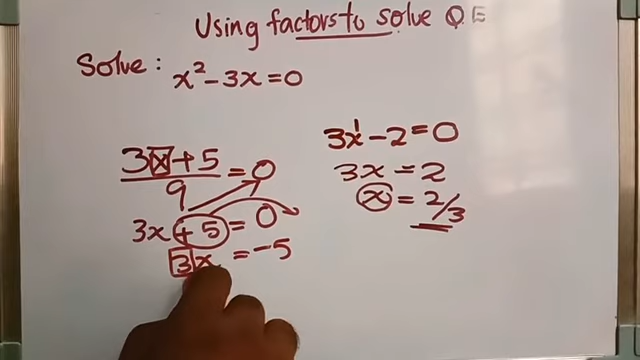 Using factors to solve QE
Solve: x² - 3x = 0
3x + 5 / 9 = 0
3x + 5 = 0
3x = -5
3x¹ - 2 = 0
3x = 2
x = 2/3